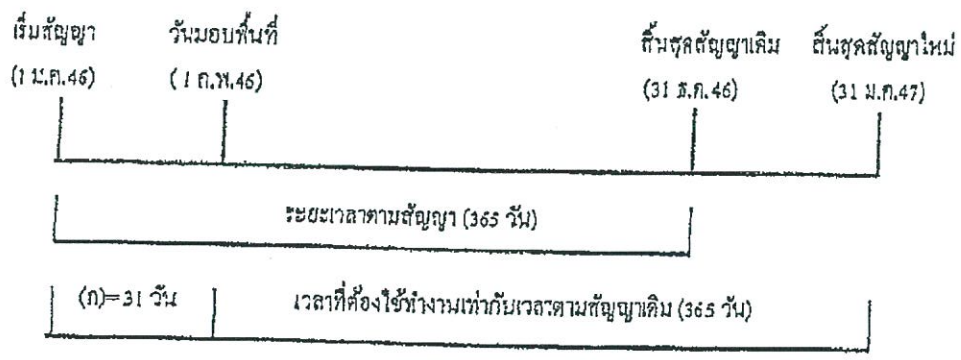 เริ่มสัญญา วันมอบพื้นที่ สิ้นสุดสัญญาเดิม สิ้นสุดสัญญาใหม่
(1 ม.ค.46) (1 ก.พ.46) (31 ธ.ค.46) (31 ม.ค.47)
ระยะเวลาตามสัญญา (365 วัน)
(ก)=31 วัน เวลาที่ต้องใช้ทำงานเท่ากับเวลาตามสัญญาเดิม (365 วัน)